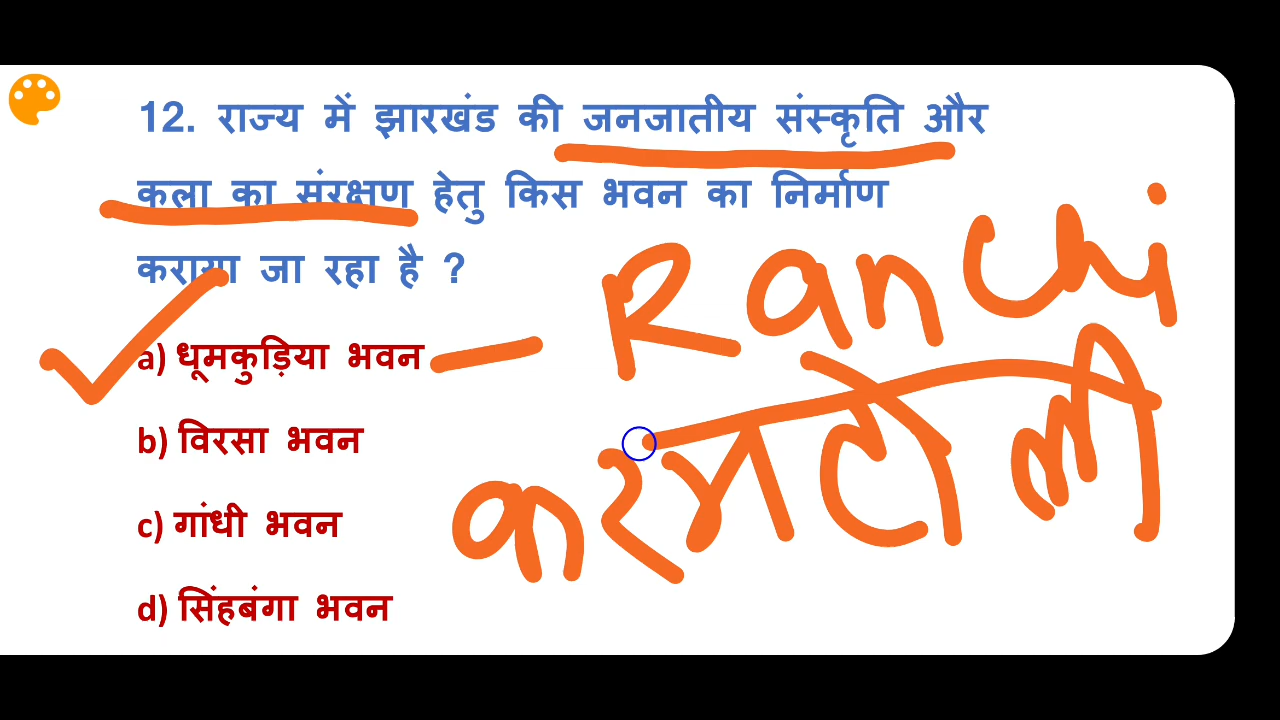 12. राज्य में झारखंड की जनजातीय संस्कृति और
कला का संरक्षण हेतु किस भवन का निर्माण
कराया जा रहा है ?
a) धूमकुड़िया भवन - Ranchi
करमटोली
b) विरसा भवन
c) गांधी भवन
d) सिंहबंगा भवन